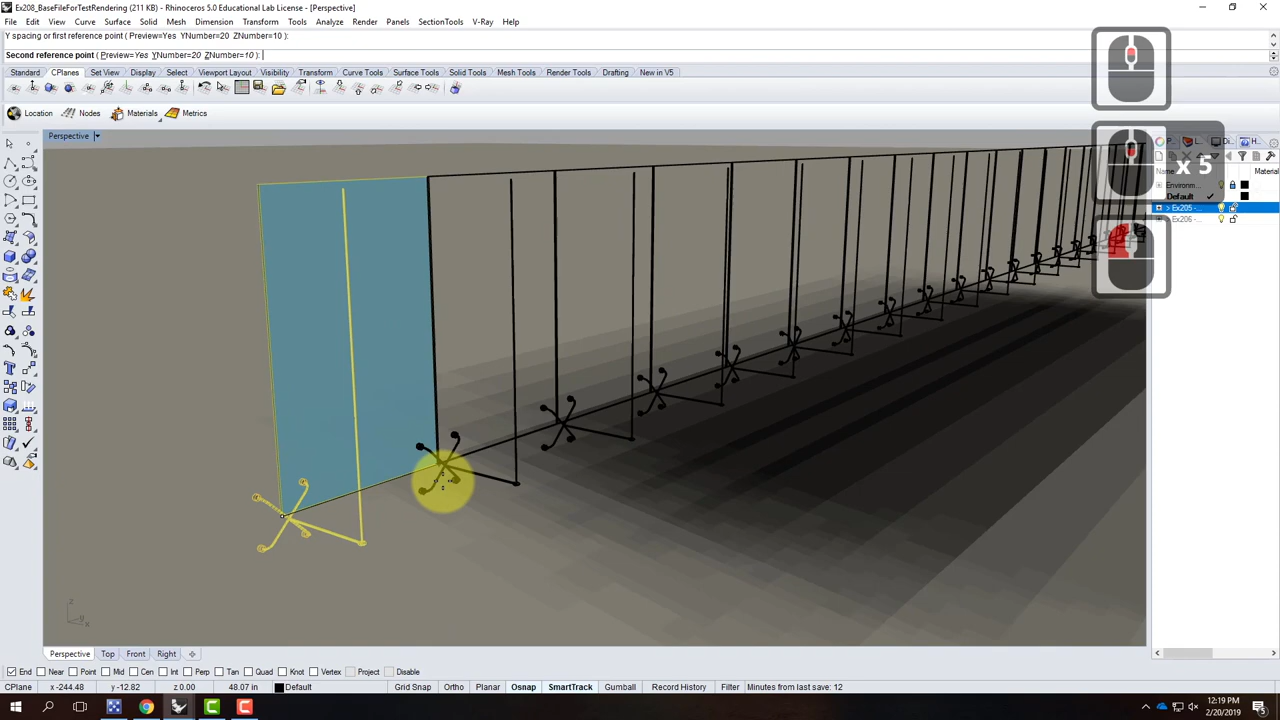 Ex208_BaseFileForTestRendering (211 KB) - Rhinoceros 5.0 Educational Lab License - [Perspective]
File Edit View Curve Surface Solid Mesh Dimension Transform Tools Analyze Render Panels SectionTools V-Ray Help
Y spacing or first reference point ( Preview=Yes YNumber=20 ZNumber=10 ):
Second reference point ( Preview=Yes YNumber=20 ZNumber=10 ):
Standard CPlanes Set View Display Select Viewport Layout Visibility Transform Curve Tools Surface Tools Solid Tools Mesh Tools Render Tools Drafting New in V5
Location Nodes Materials Metrics
Perspective
x 5
Material
Environm...
Default
Ex205 -...
Ex206 -...
z
x
Perspective Top Front Right
End Near Point Mid Cen Int Perp Tan Quad Knot Vertex Project Disable
CPlane x -244.48 y -12.82 z 0.00 48.07 in Default Grid Snap Ortho Planar Osnap SmartTrack Gumball Record History Filter Minutes from last save: 12
12:19 PM
2/20/2019